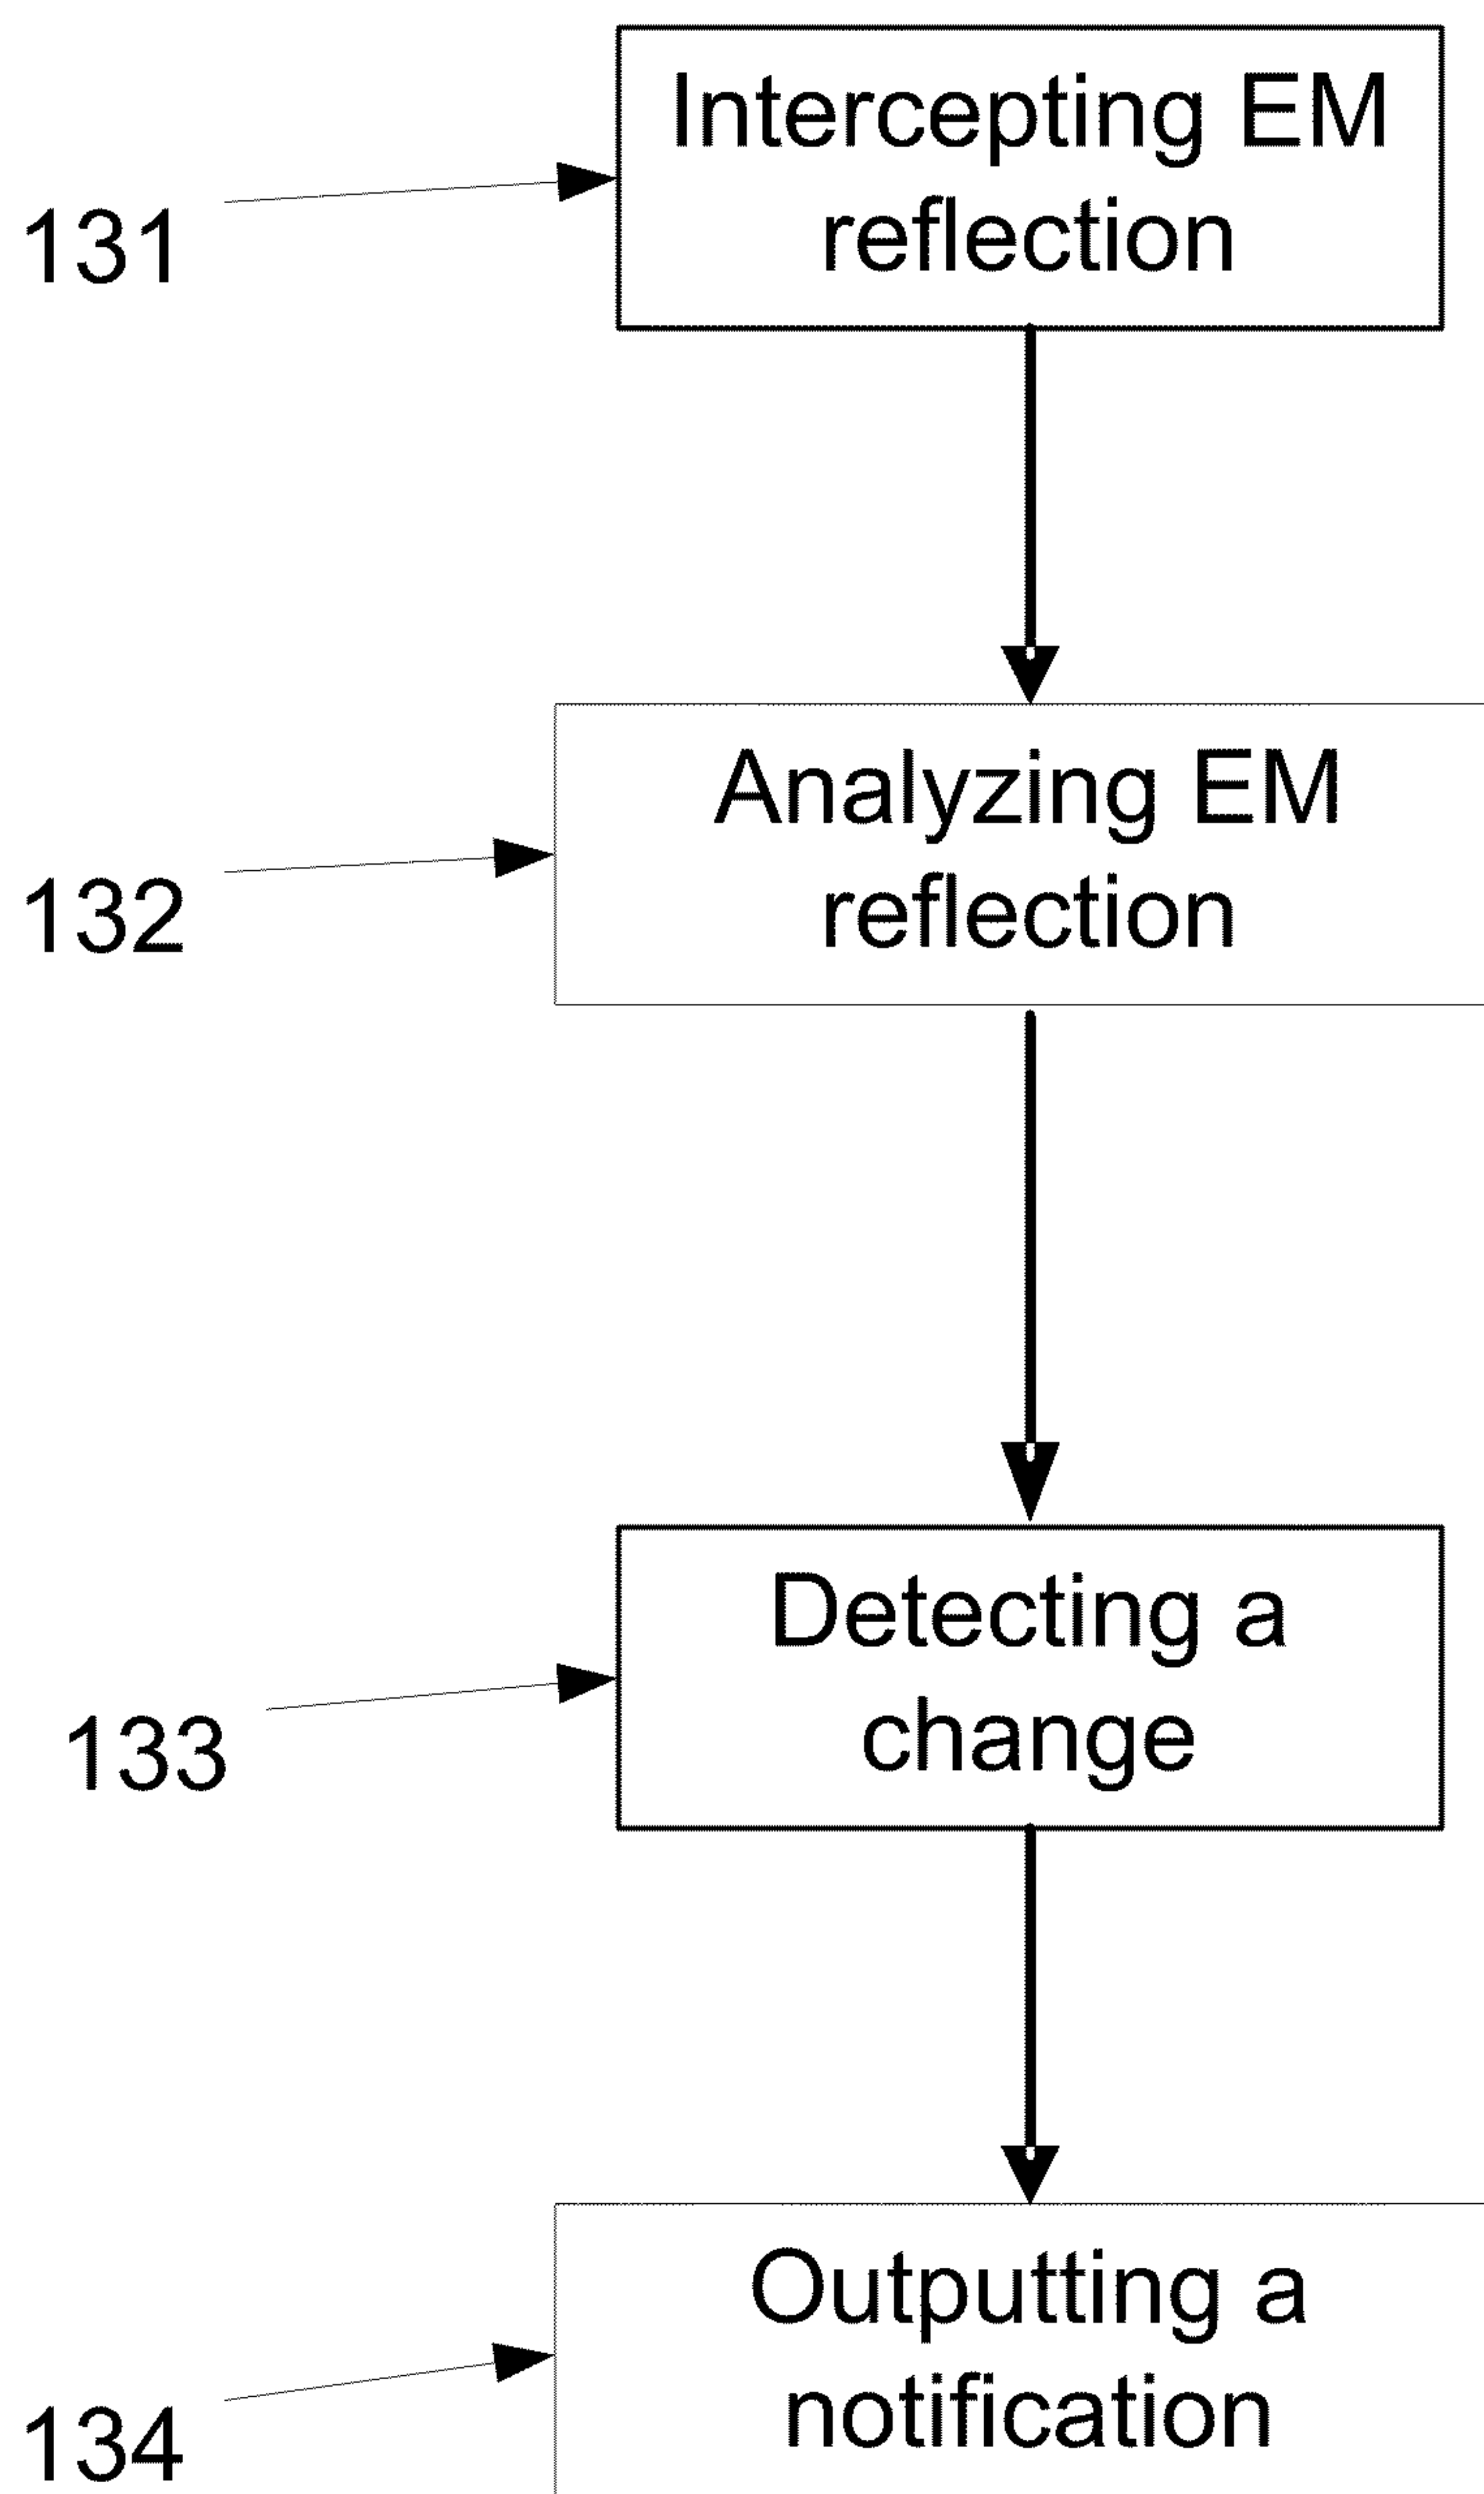 Intercepting EM
reflection
131
Analyzing EM
reflection
132
Detecting a
change
133
Outputting a
notification
134